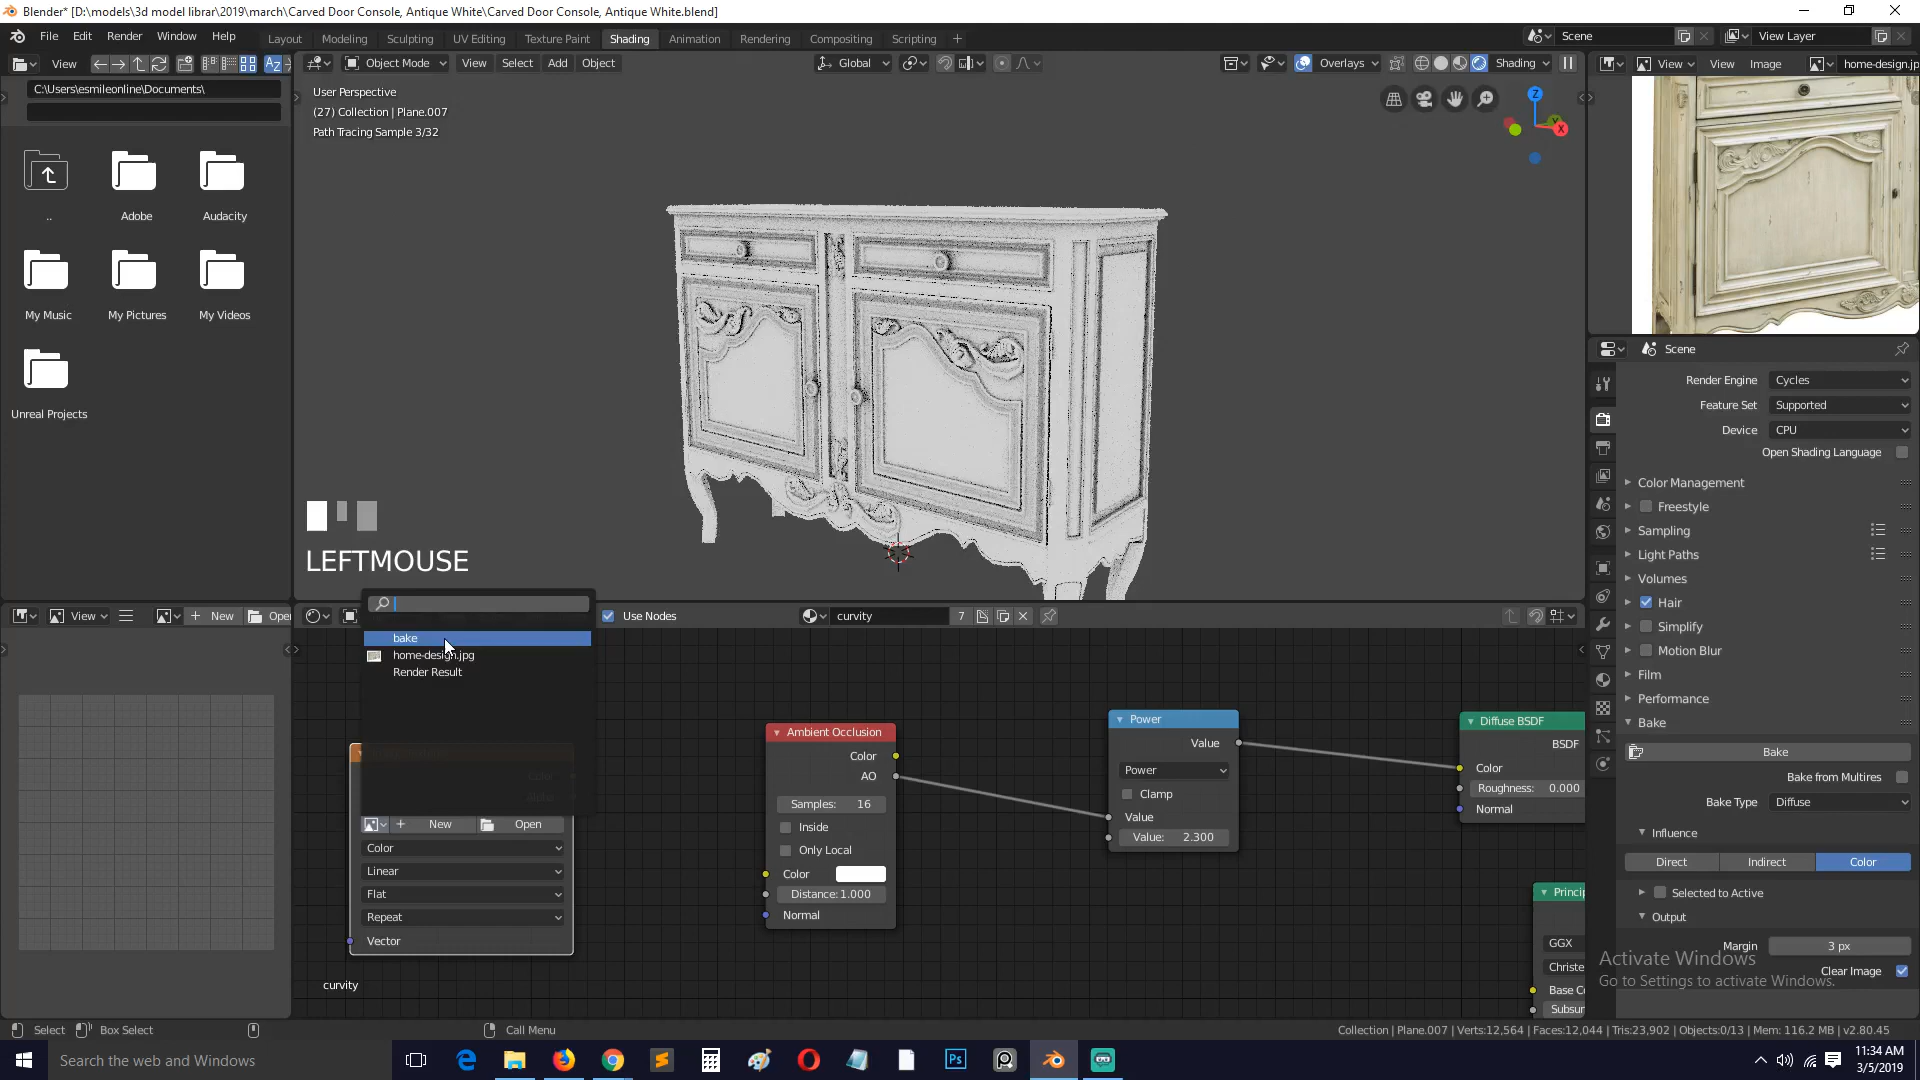 Blender* [D:\models\3d model librar\2019\march\Carved Door Console, Antique White\Carved Door Console, Antique White.blend]
File Edit Render Window Help
Layout Modeling Sculpting UV Editing Texture Paint Shading Animation Rendering Compositing Scripting +
Scene
View Layer
View
C:\Users\esmileonline\Documents\
..
Adobe
Audacity
My Music
My Pictures
My Videos
Unreal Projects
Object Mode View Select Add Object
Global
Overlays
Shading
User Perspective
(27) Collection | Plane.007
Path Tracing Sample 3/32
Z
Y
X
LEFTMOUSE
View View Image home-design.jp
Scene
Render Engine Cycles
Feature Set Supported
Device CPU
Open Shading Language
Color Management
Freestyle
Sampling
Light Paths
Volumes
Hair
Simplify
Motion Blur
Film
Performance
Bake
Bake
Bake from Multires
Bake Type Diffuse
Influence
Direct Indirect Color
Selected to Active
Output
Margin 3 px
Clear Image
Activate Windows
Go to Settings to activate Windows.
View
+ New Open
bake
home-design.jpg
Render Result
Use Nodes
curvity 7
+ New Open
Color
Linear
Flat
Repeat
Vector
curvity
Ambient Occlusion
Color
AO
Samples: 16
Inside
Only Local
Color
Distance: 1.000
Normal
Power
Value
Power
Clamp
Value
Value: 2.300
Diffuse BSDF
BSDF
Color
Roughness: 0.000
Normal
Princip
GGX
Christe
Base Co
Subsur
Select Box Select Call Menu
Collection | Plane.007 | Verts:12,564 | Faces:12,044 | Tris:23,902 | Objects:0/13 | Mem: 116.2 MB | v2.80.45
Search the web and Windows
Ps
11:34 AM
3/5/2019